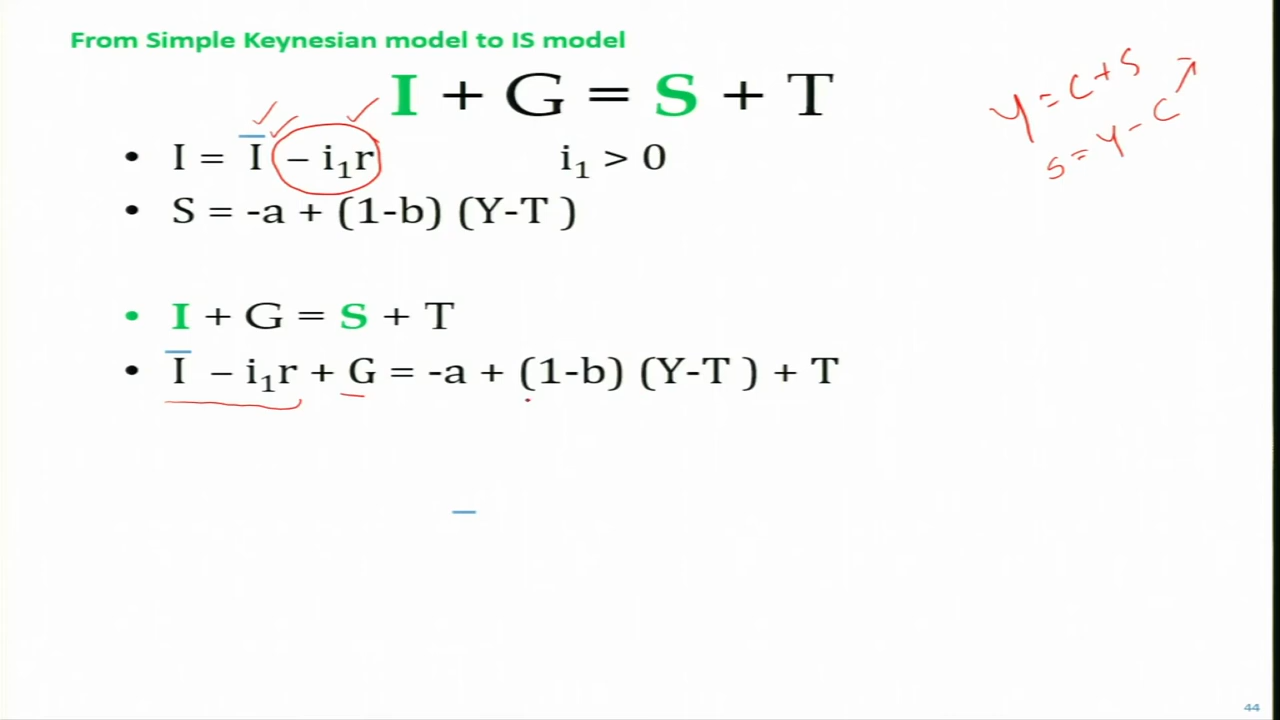 From Simple Keynesian model to IS model
I + G = S + T
y = c + s
s = y - c
• I = I̅ – i₁r i₁ > 0
• S = -a + (1-b) (Y-T )
• I + G = S + T
• I̅ – i₁r + G = -a + (1-b) (Y-T ) + T
44